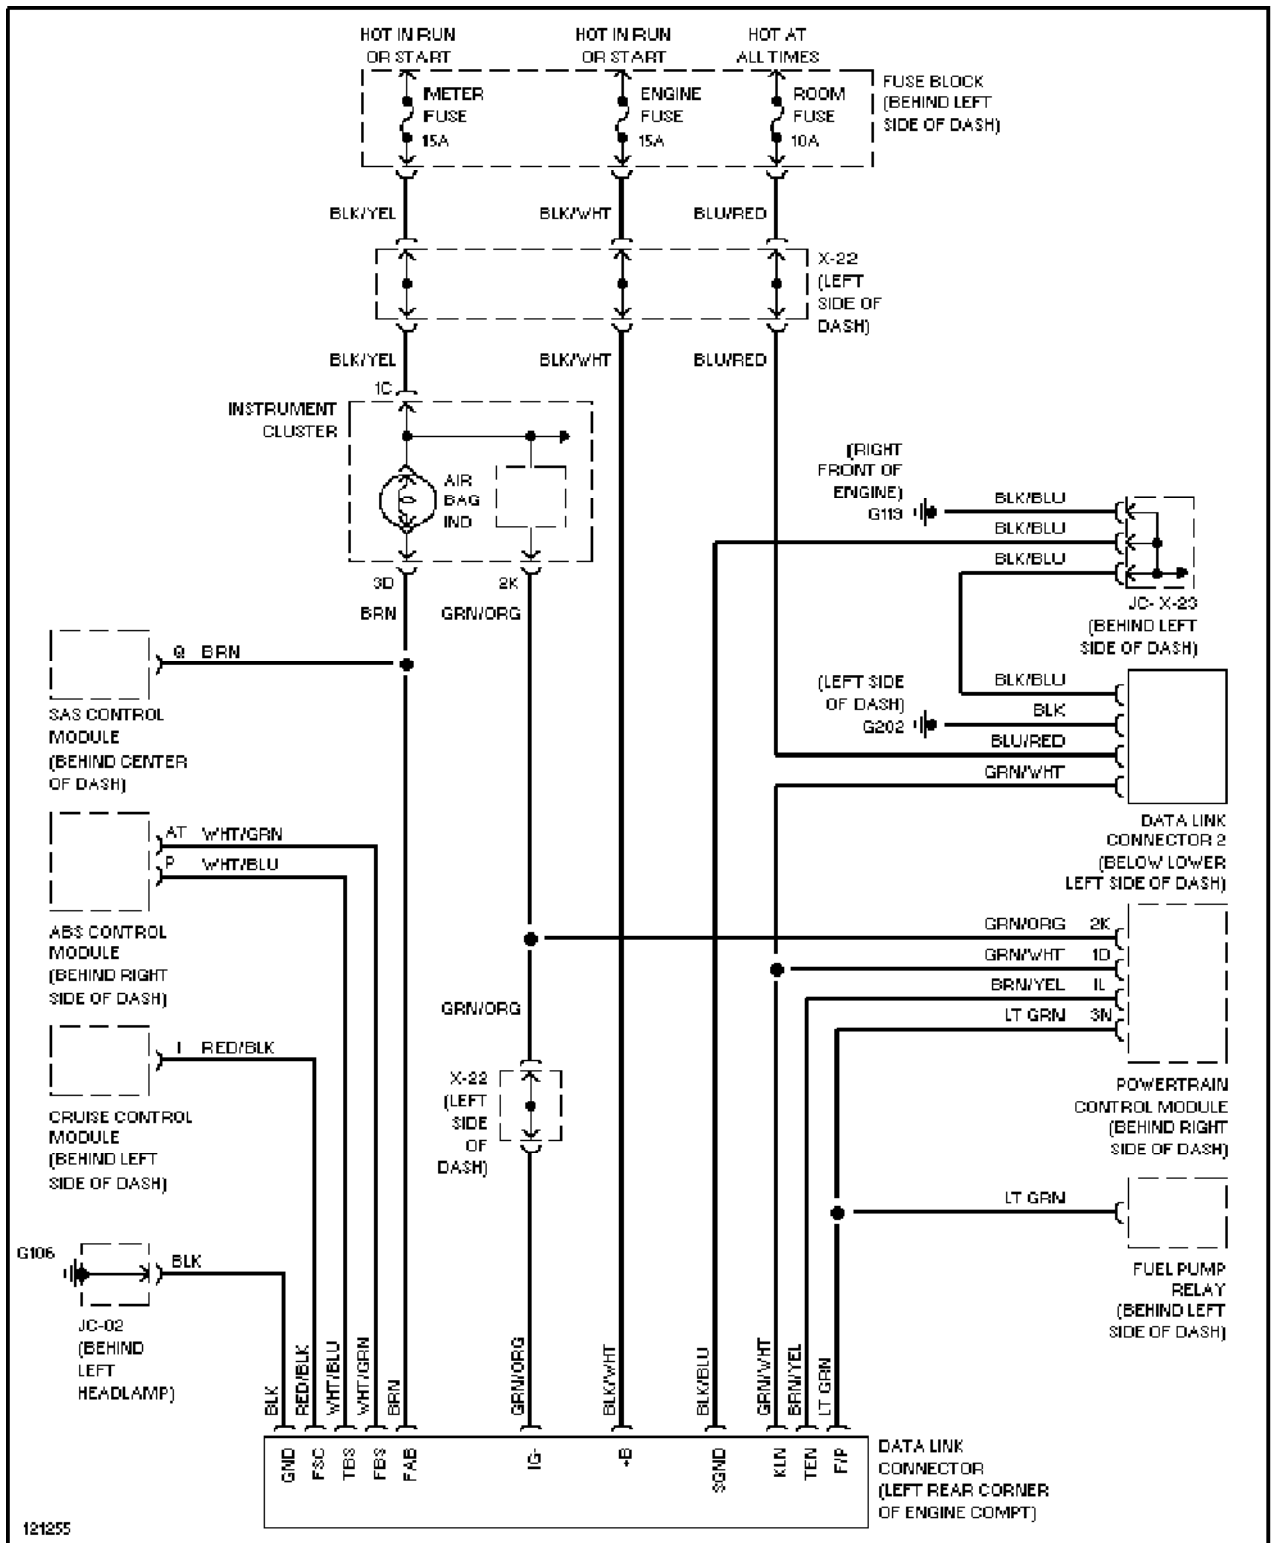 HOT IN RUN
OR START
HOT IN RUN
OR START
HOT AT
ALL TIMES
METER
FUSE
15A
ENGINE
FUSE
15A
ROOM
FUSE
10A
FUSE BLOCK
(BEHIND LEFT
SIDE OF DASH)
BLK/YEL
BLK/WHT
BLU/RED
X-22
(LEFT
SIDE OF
DASH)
BLK/YEL
BLK/WHT
BLU/RED
1C
INSTRUMENT
CLUSTER
AIR
BAG
IND
3D
2K
BRN
GRN/ORG
(RIGHT
FRONT OF
ENGINE)
G113
BLK/BLU
BLK/BLU
BLK/BLU
JC- X-23
(BEHIND LEFT
SIDE OF DASH)
Q BRN
SAS CONTROL
MODULE
(BEHIND CENTER
OF DASH)
(LEFT SIDE
OF DASH)
G202
BLK/BLU
BLK
BLU/RED
GRN/WHT
DATA LINK
CONNECTOR 2
(BELOW LOWER
LEFT SIDE OF DASH)
AT WHT/GRN
P WHT/BLU
ABS CONTROL
MODULE
(BEHIND RIGHT
SIDE OF DASH)
GRN/ORG 2K
GRN/WHT 1D
BRN/YEL 1L
LT GRN 3N
POWERTRAIN
CONTROL MODULE
(BEHIND RIGHT
SIDE OF DASH)
GRN/ORG
I RED/BLK
CRUISE CONTROL
MODULE
(BEHIND LEFT
SIDE OF DASH)
X-22
(LEFT
SIDE
OF
DASH)
LT GRN
FUEL PUMP
RELAY
(BEHIND LEFT
SIDE OF DASH)
G106
BLK
JC-02
(BEHIND
LEFT
HEADLAMP)
BLK
RED/BLK
WHT/BLU
WHT/GRN
BRN
GRN/ORG
BLK/WHT
BLK/BLU
GRN/WHT
BRN/YEL
LT GRN
GND
FSC
TBS
FBS
FAB
IG-
+B
SGND
KLN
TEN
F/P
DATA LINK
CONNECTOR
(LEFT REAR CORNER
OF ENGINE COMPT)
121255